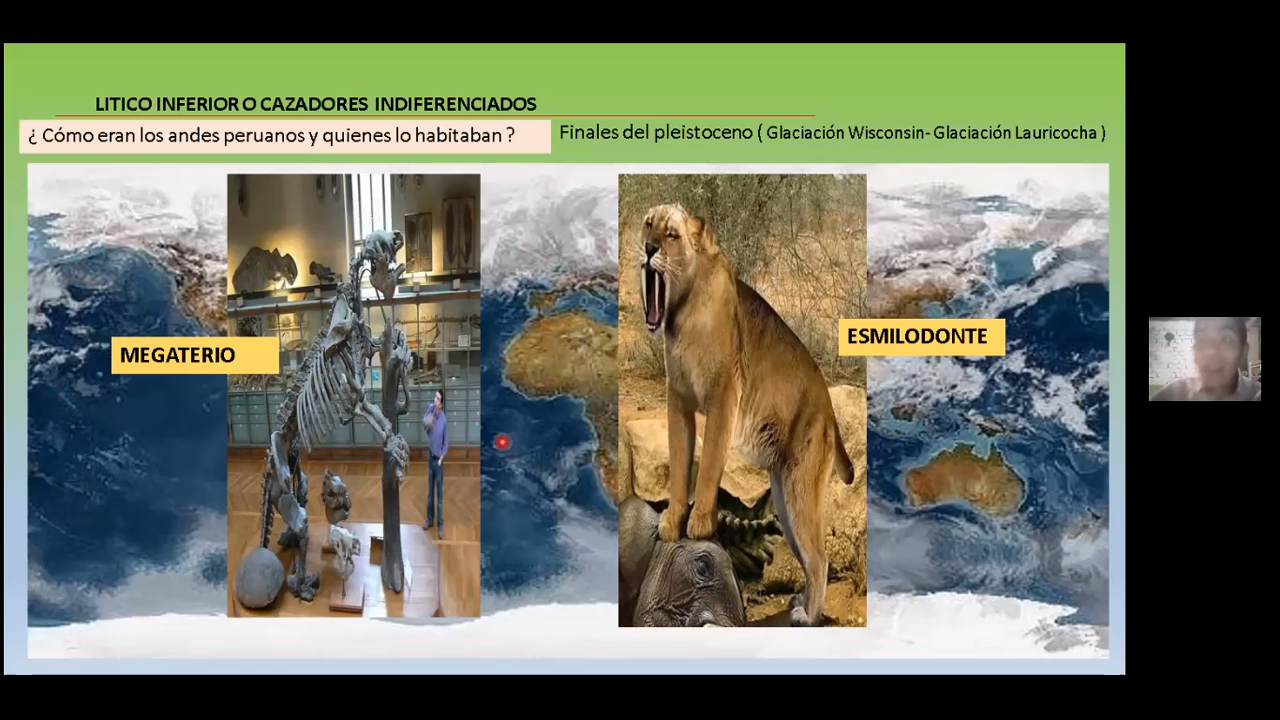 LITICO INFERIOR O CAZADORES INDIFERENCIADOS
¿ Cómo eran los andes peruanos y quienes lo habitaban ?
Finales del pleistoceno ( Glaciación Wisconsin- Glaciación Lauricocha )
MEGATERIO
ESMILODONTE